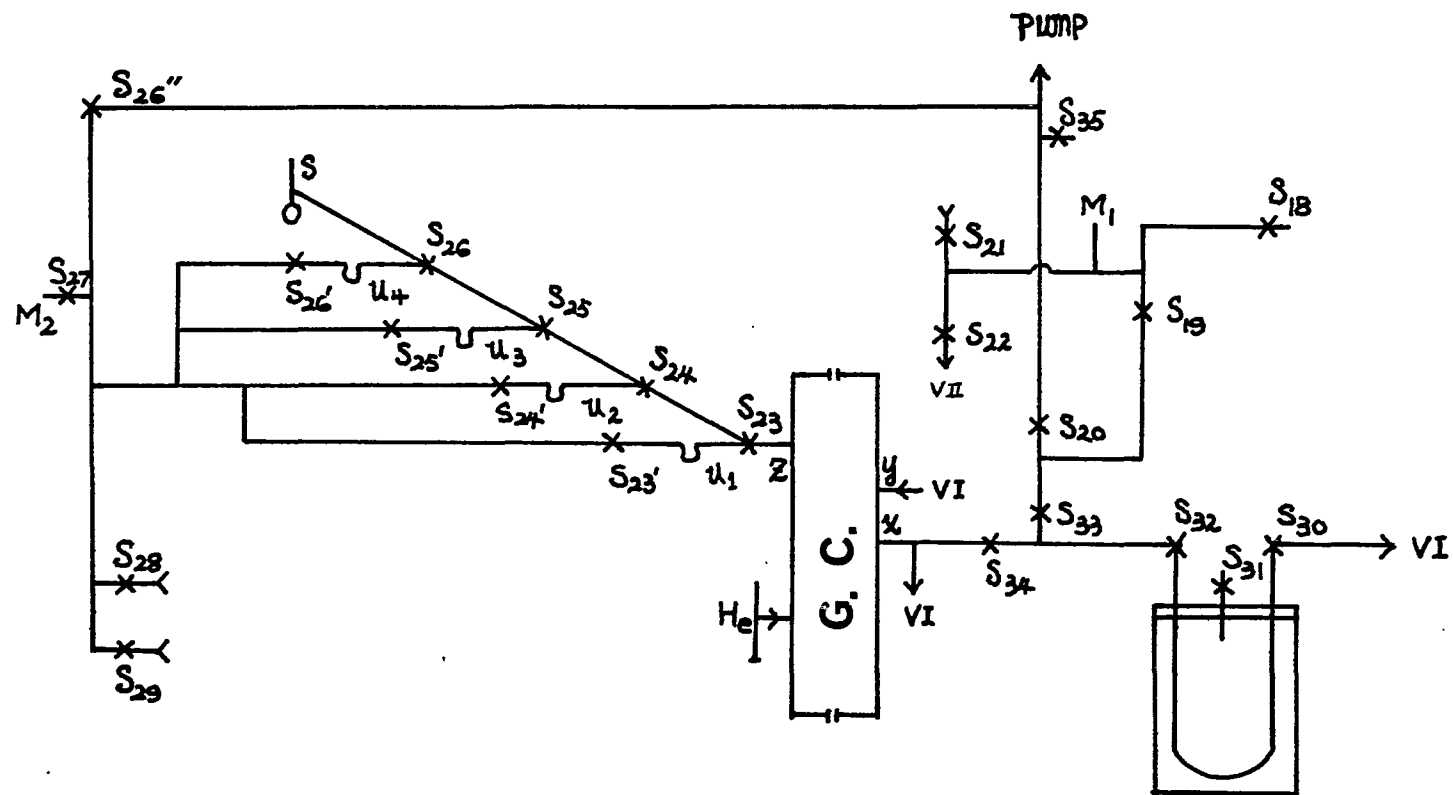 PUMP
S26''
S35
S
S18
M1
S26
S21
S27
S25
S26'
U4
M2
S19
S22
S25'
U3
VII
S24
S24'
U2
S23
S20
S23'
U1
Z
y
VI
x
S33
S32
S30
VI
S34
S31
S28
VI
G. C.
He
S29